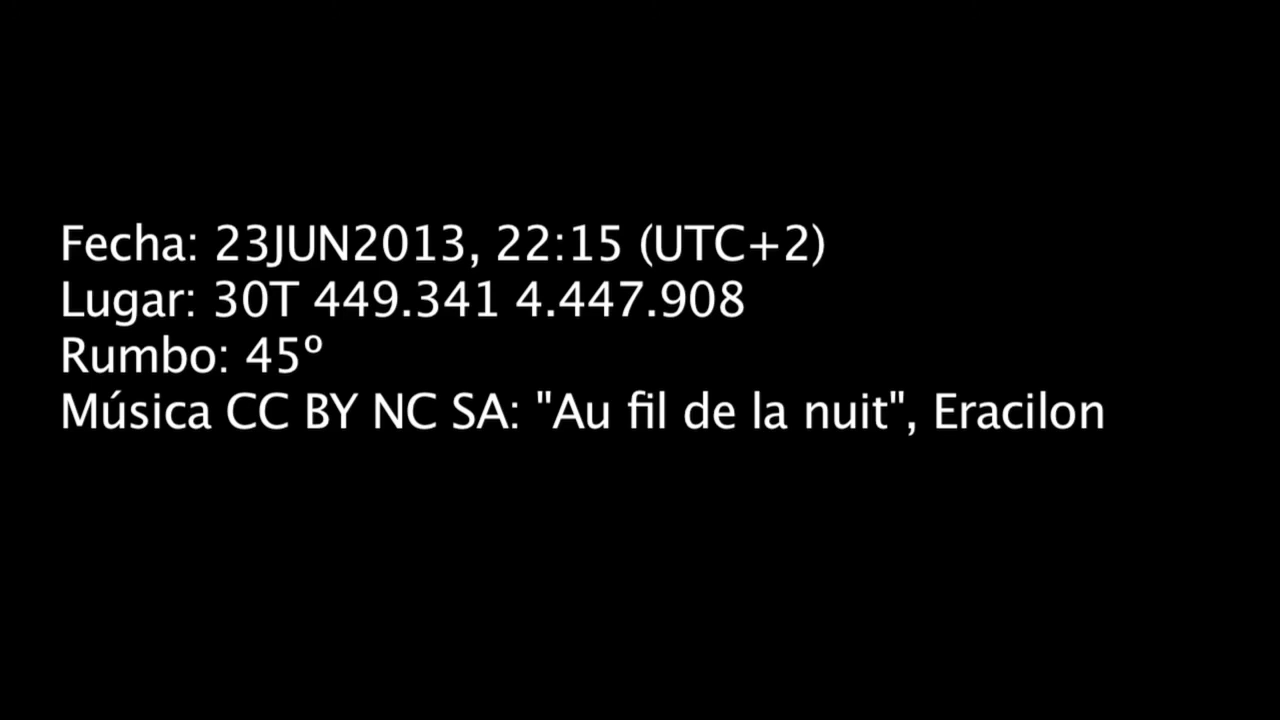 Fecha: 23JUN2013, 22:15 (UTC+2)
Lugar: 30T 449.341 4.447.908
Rumbo: 45º
Música CC BY NC SA: "Au fil de la nuit", Eracilon